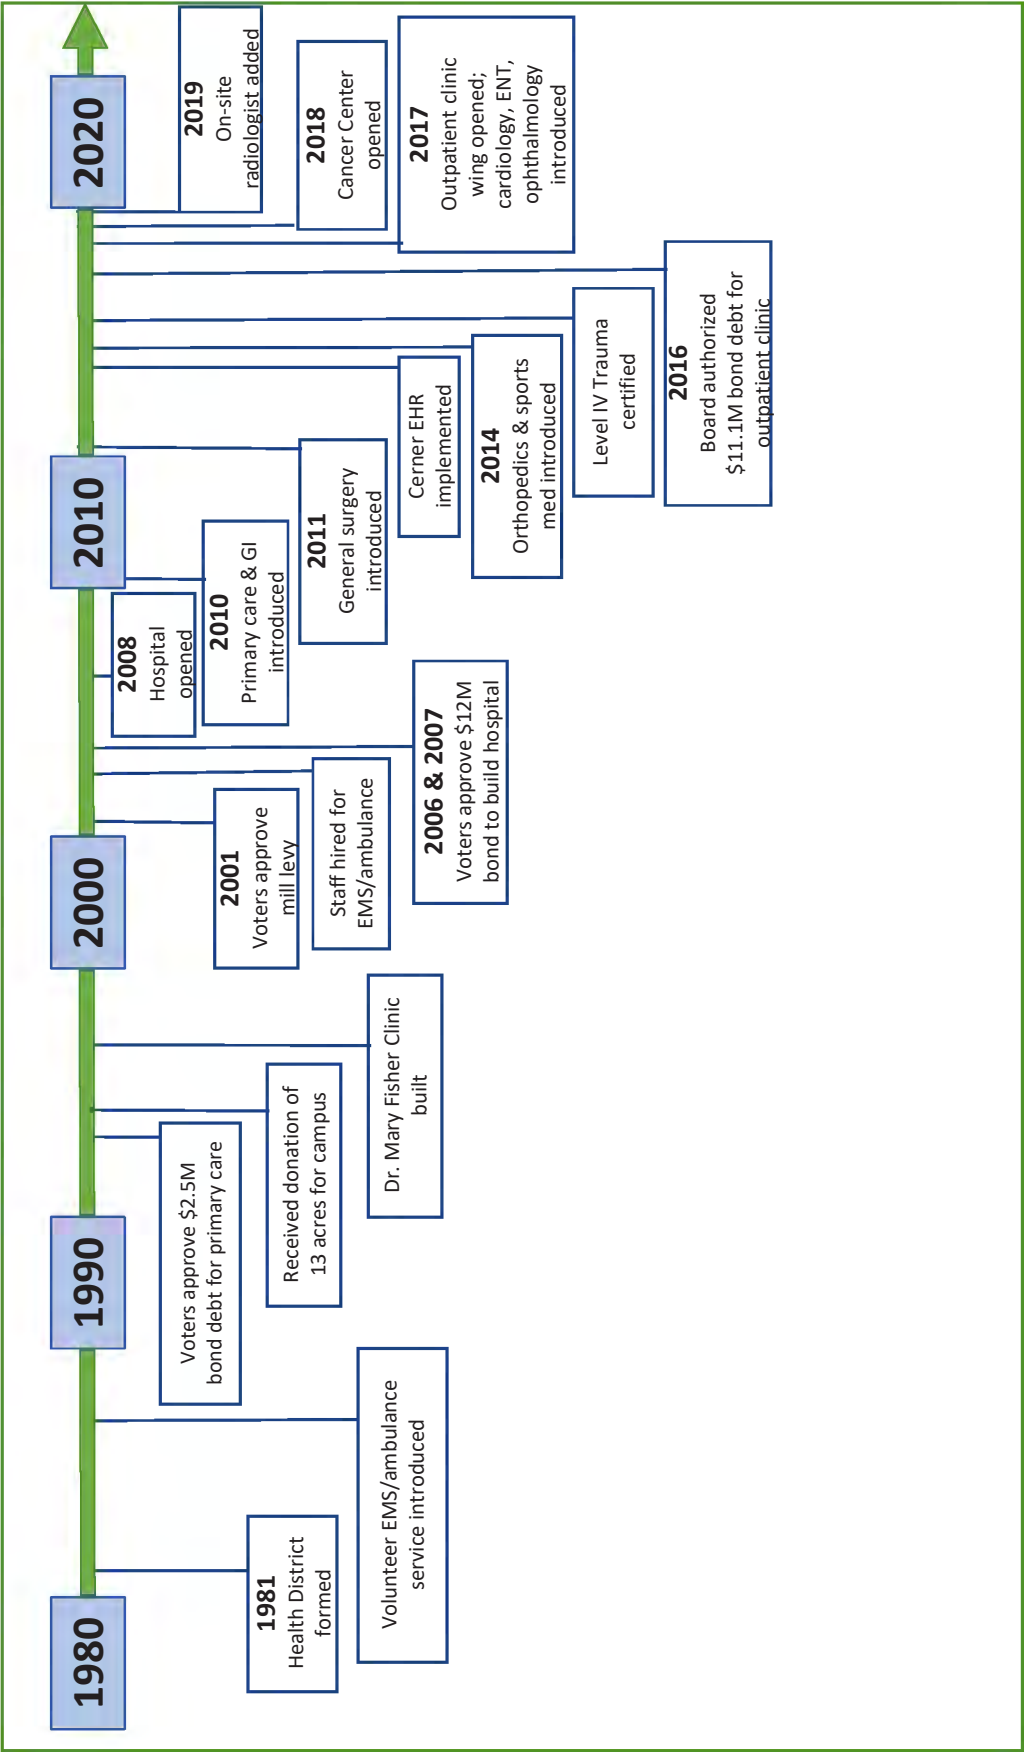 1980
1990
2000
2010
2020
1981
Health District
formed
Volunteer EMS/ambulance
service introduced
Voters approve $2.5M
bond debt for primary care
Received donation of
13 acres for campus
Dr. Mary Fisher Clinic
built
2001
Voters approve
mill levy
Staff hired for
EMS/ambulance
2006 & 2007
Voters approve $12M
bond to build hospital
2008
Hospital
opened
2010
Primary care & GI
introduced
2011
General surgery
introduced
Cerner EHR
implemented
2014
Orthopedics & sports
med introduced
Level IV Trauma
certified
2016
Board authorized
$11.1M bond debt for
outpatient clinic
2017
Outpatient clinic
wing opened;
cardiology, ENT,
ophthalmology
introduced
2018
Cancer Center
opened
2019
On-site
radiologist added